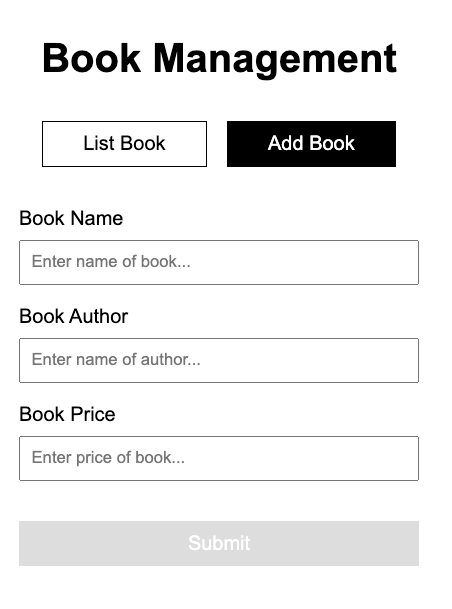 Book Management
List Book
Add Book
Book Name
Enter name of book...
Book Author
Enter name of author...
Book Price
Enter price of book...
Submit